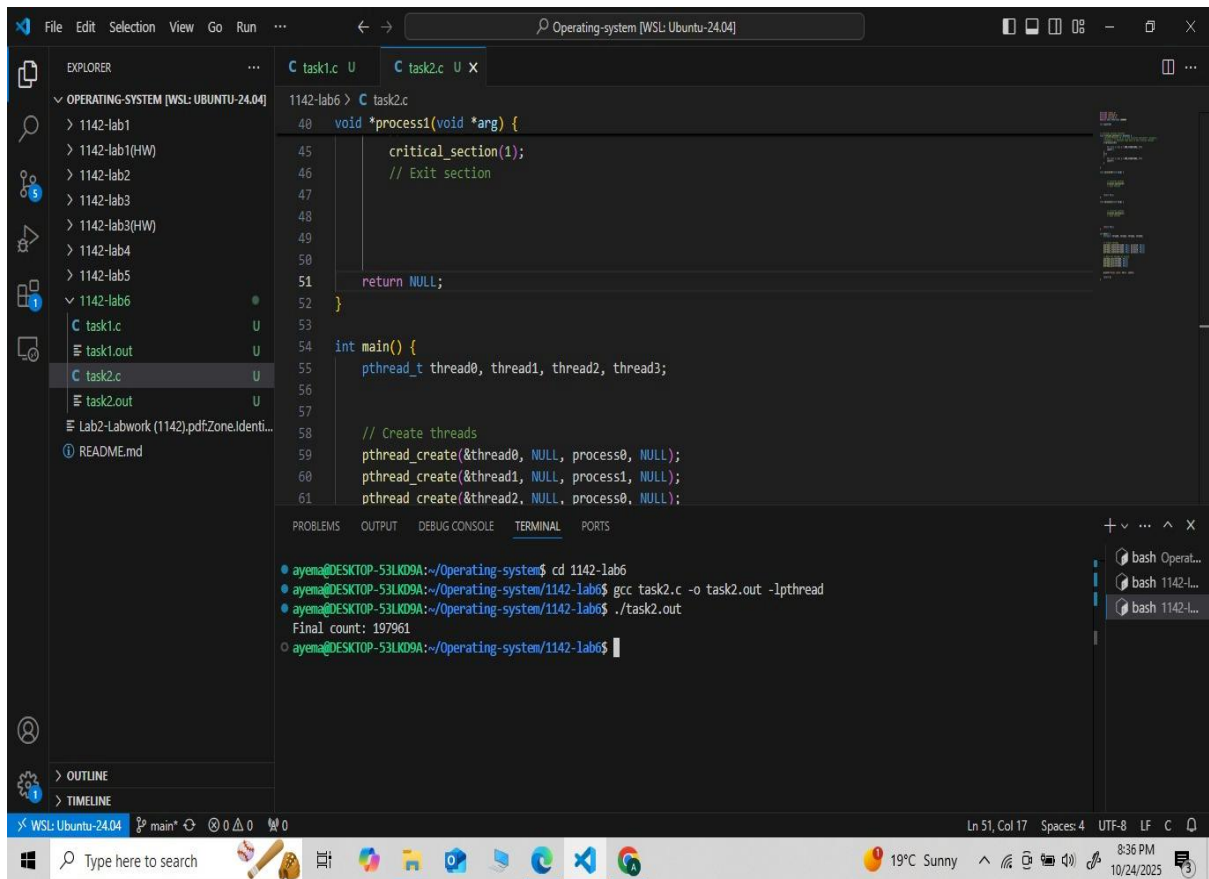 File Edit Selection View Go Run ··· ← → Operating-system [WSL: Ubuntu-24.04]
EXPLORER ···
OPERATING-SYSTEM [WSL: UBUNTU-24.04]
> 1142-lab1
> 1142-lab1(HW)
> 1142-lab2
> 1142-lab3
> 1142-lab3(HW)
> 1142-lab4
> 1142-lab5
1142-lab6
C task1.c U
task1.out U
C task2.c U
task2.out U
Lab2-Labwork (1142).pdf:Zone.Identi...
README.md
> OUTLINE
> TIMELINE
C task1.c U C task2.c U X
1142-lab6 > C task2.c
40 void *process1(void *arg) {
45 critical_section(1);
46 // Exit section
47
48
49
50
51 return NULL;
52 }
53
54 int main() {
55 pthread_t thread0, thread1, thread2, thread3;
56
57
58 // Create threads
59 pthread_create(&thread0, NULL, process0, NULL);
60 pthread_create(&thread1, NULL, process1, NULL);
61 pthread_create(&thread2, NULL, process0, NULL);
PROBLEMS OUTPUT DEBUG CONSOLE TERMINAL PORTS
ayema@DESKTOP-53LKD9A:~/Operating-system$ cd 1142-lab6
ayema@DESKTOP-53LKD9A:~/Operating-system/1142-lab6$ gcc task2.c -o task2.out -lpthread
ayema@DESKTOP-53LKD9A:~/Operating-system/1142-lab6$ ./task2.out
Final count: 197961
ayema@DESKTOP-53LKD9A:~/Operating-system/1142-lab6$
bash Operat...
bash 1142-l...
bash 1142-l...
WSL: Ubuntu-24.04 main* 0 0 0 Ln 51, Col 17 Spaces: 4 UTF-8 LF C
Type here to search 19°C Sunny 8:36 PM
10/24/2025